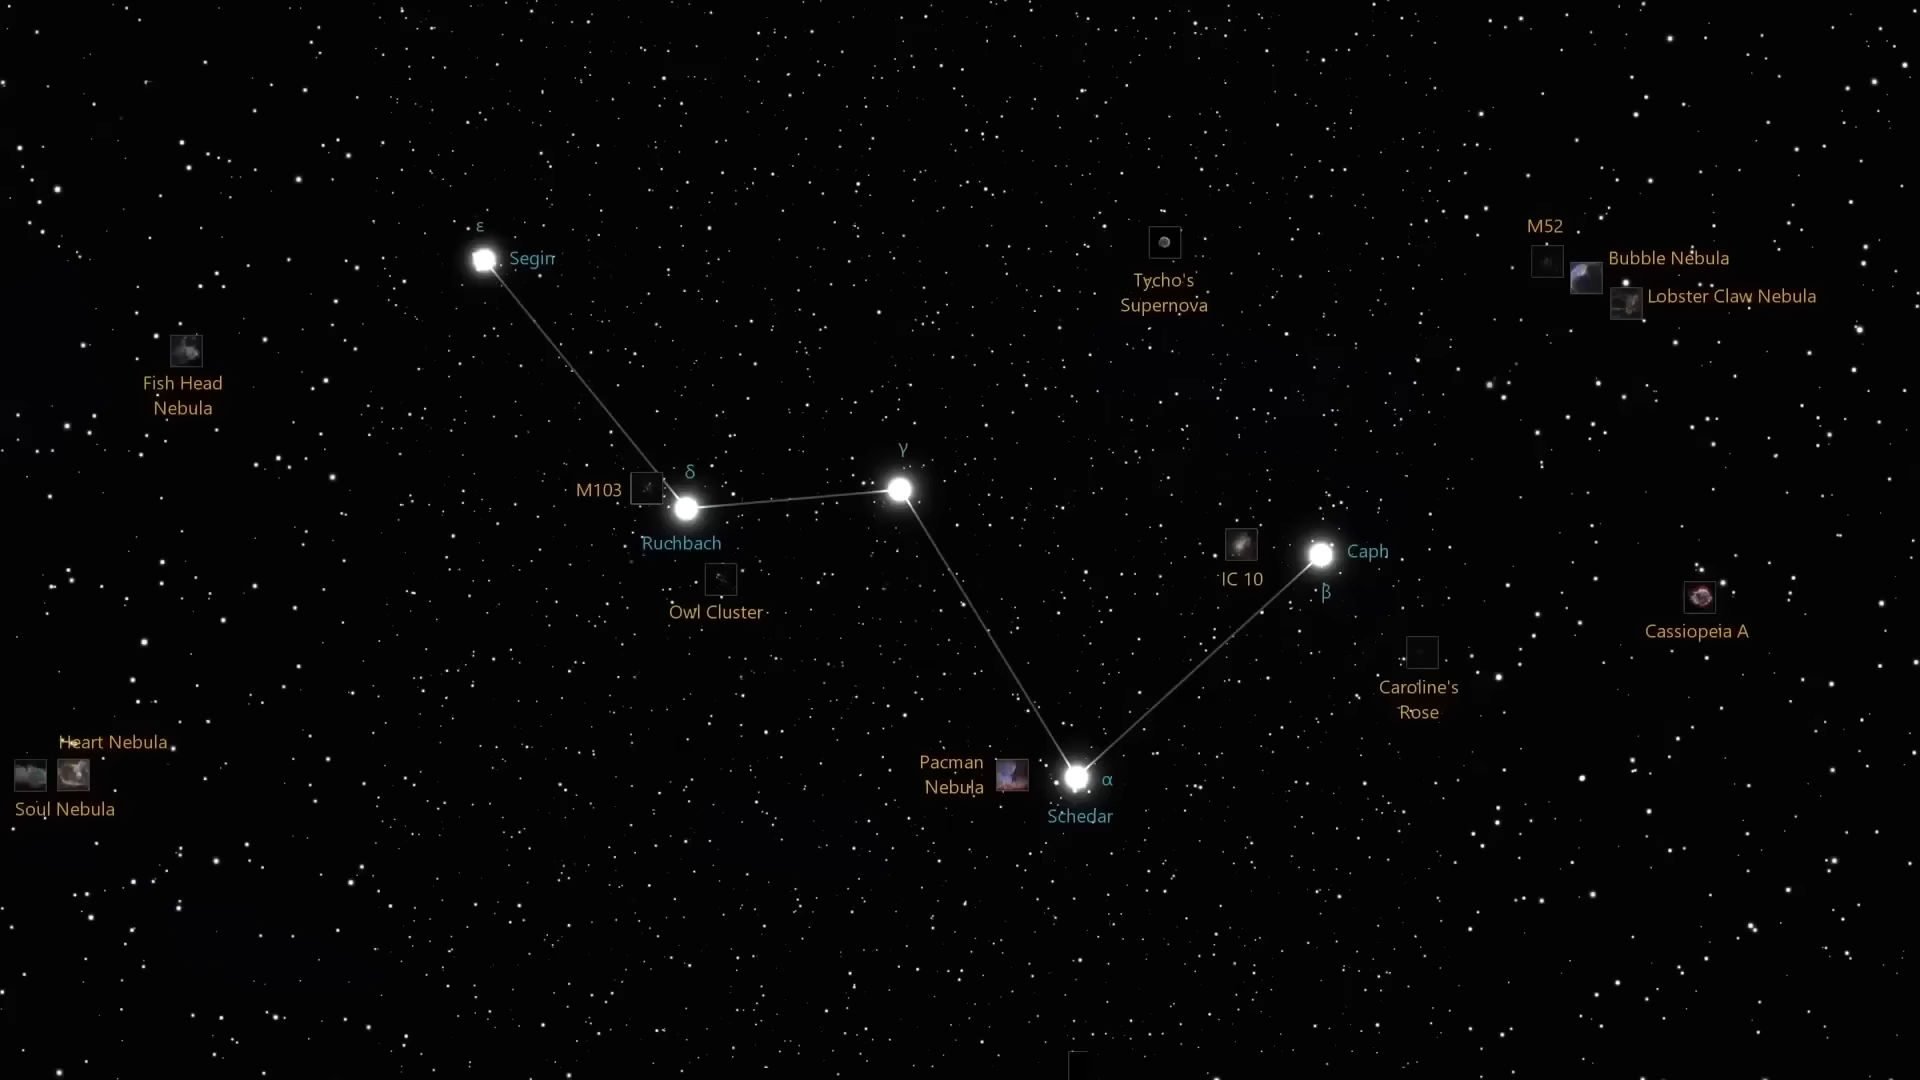 ε
Segin
Tycho's
Supernova
M52
Bubble Nebula
Lobster Claw Nebula
Fish Head
Nebula
γ
δ
M103
Ruchbach
Owl Cluster
IC 10
Caph
β
Cassiopeia A
Caroline's
Rose
Heart Nebula
Soul Nebula
Pacman
Nebula
α
Schedar